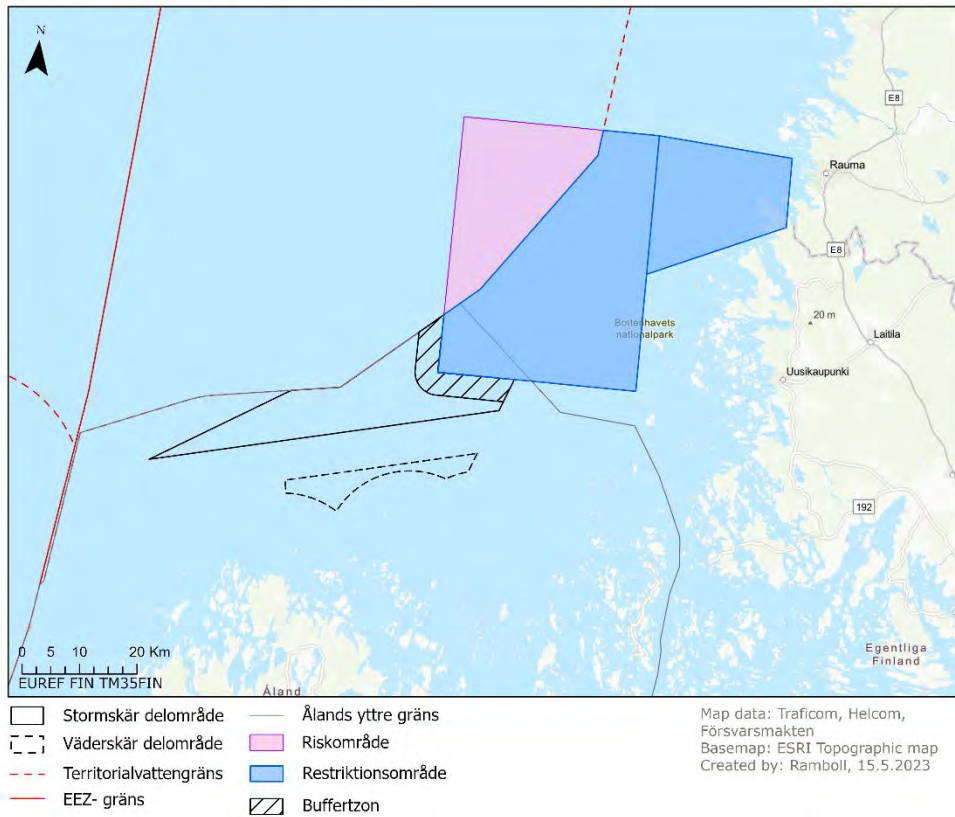 N
E8
Rauma
E8
Bottenhavets
nationalpark
20 m
Laitila
Uusikaupunki
192
Egentliga
Finland
Åland
0 5 10 20 Km
EUREF FIN TM35FIN
Stormskär delområde
Väderskär delområde
Territorialvattengräns
EEZ- gräns
Ålands yttre gräns
Riskområde
Restriktionsområde
Buffertzon
Map data: Traficom, Helcom,
Försvarsmakten
Basemap: ESRI Topographic map
Created by: Ramboll, 15.5.2023